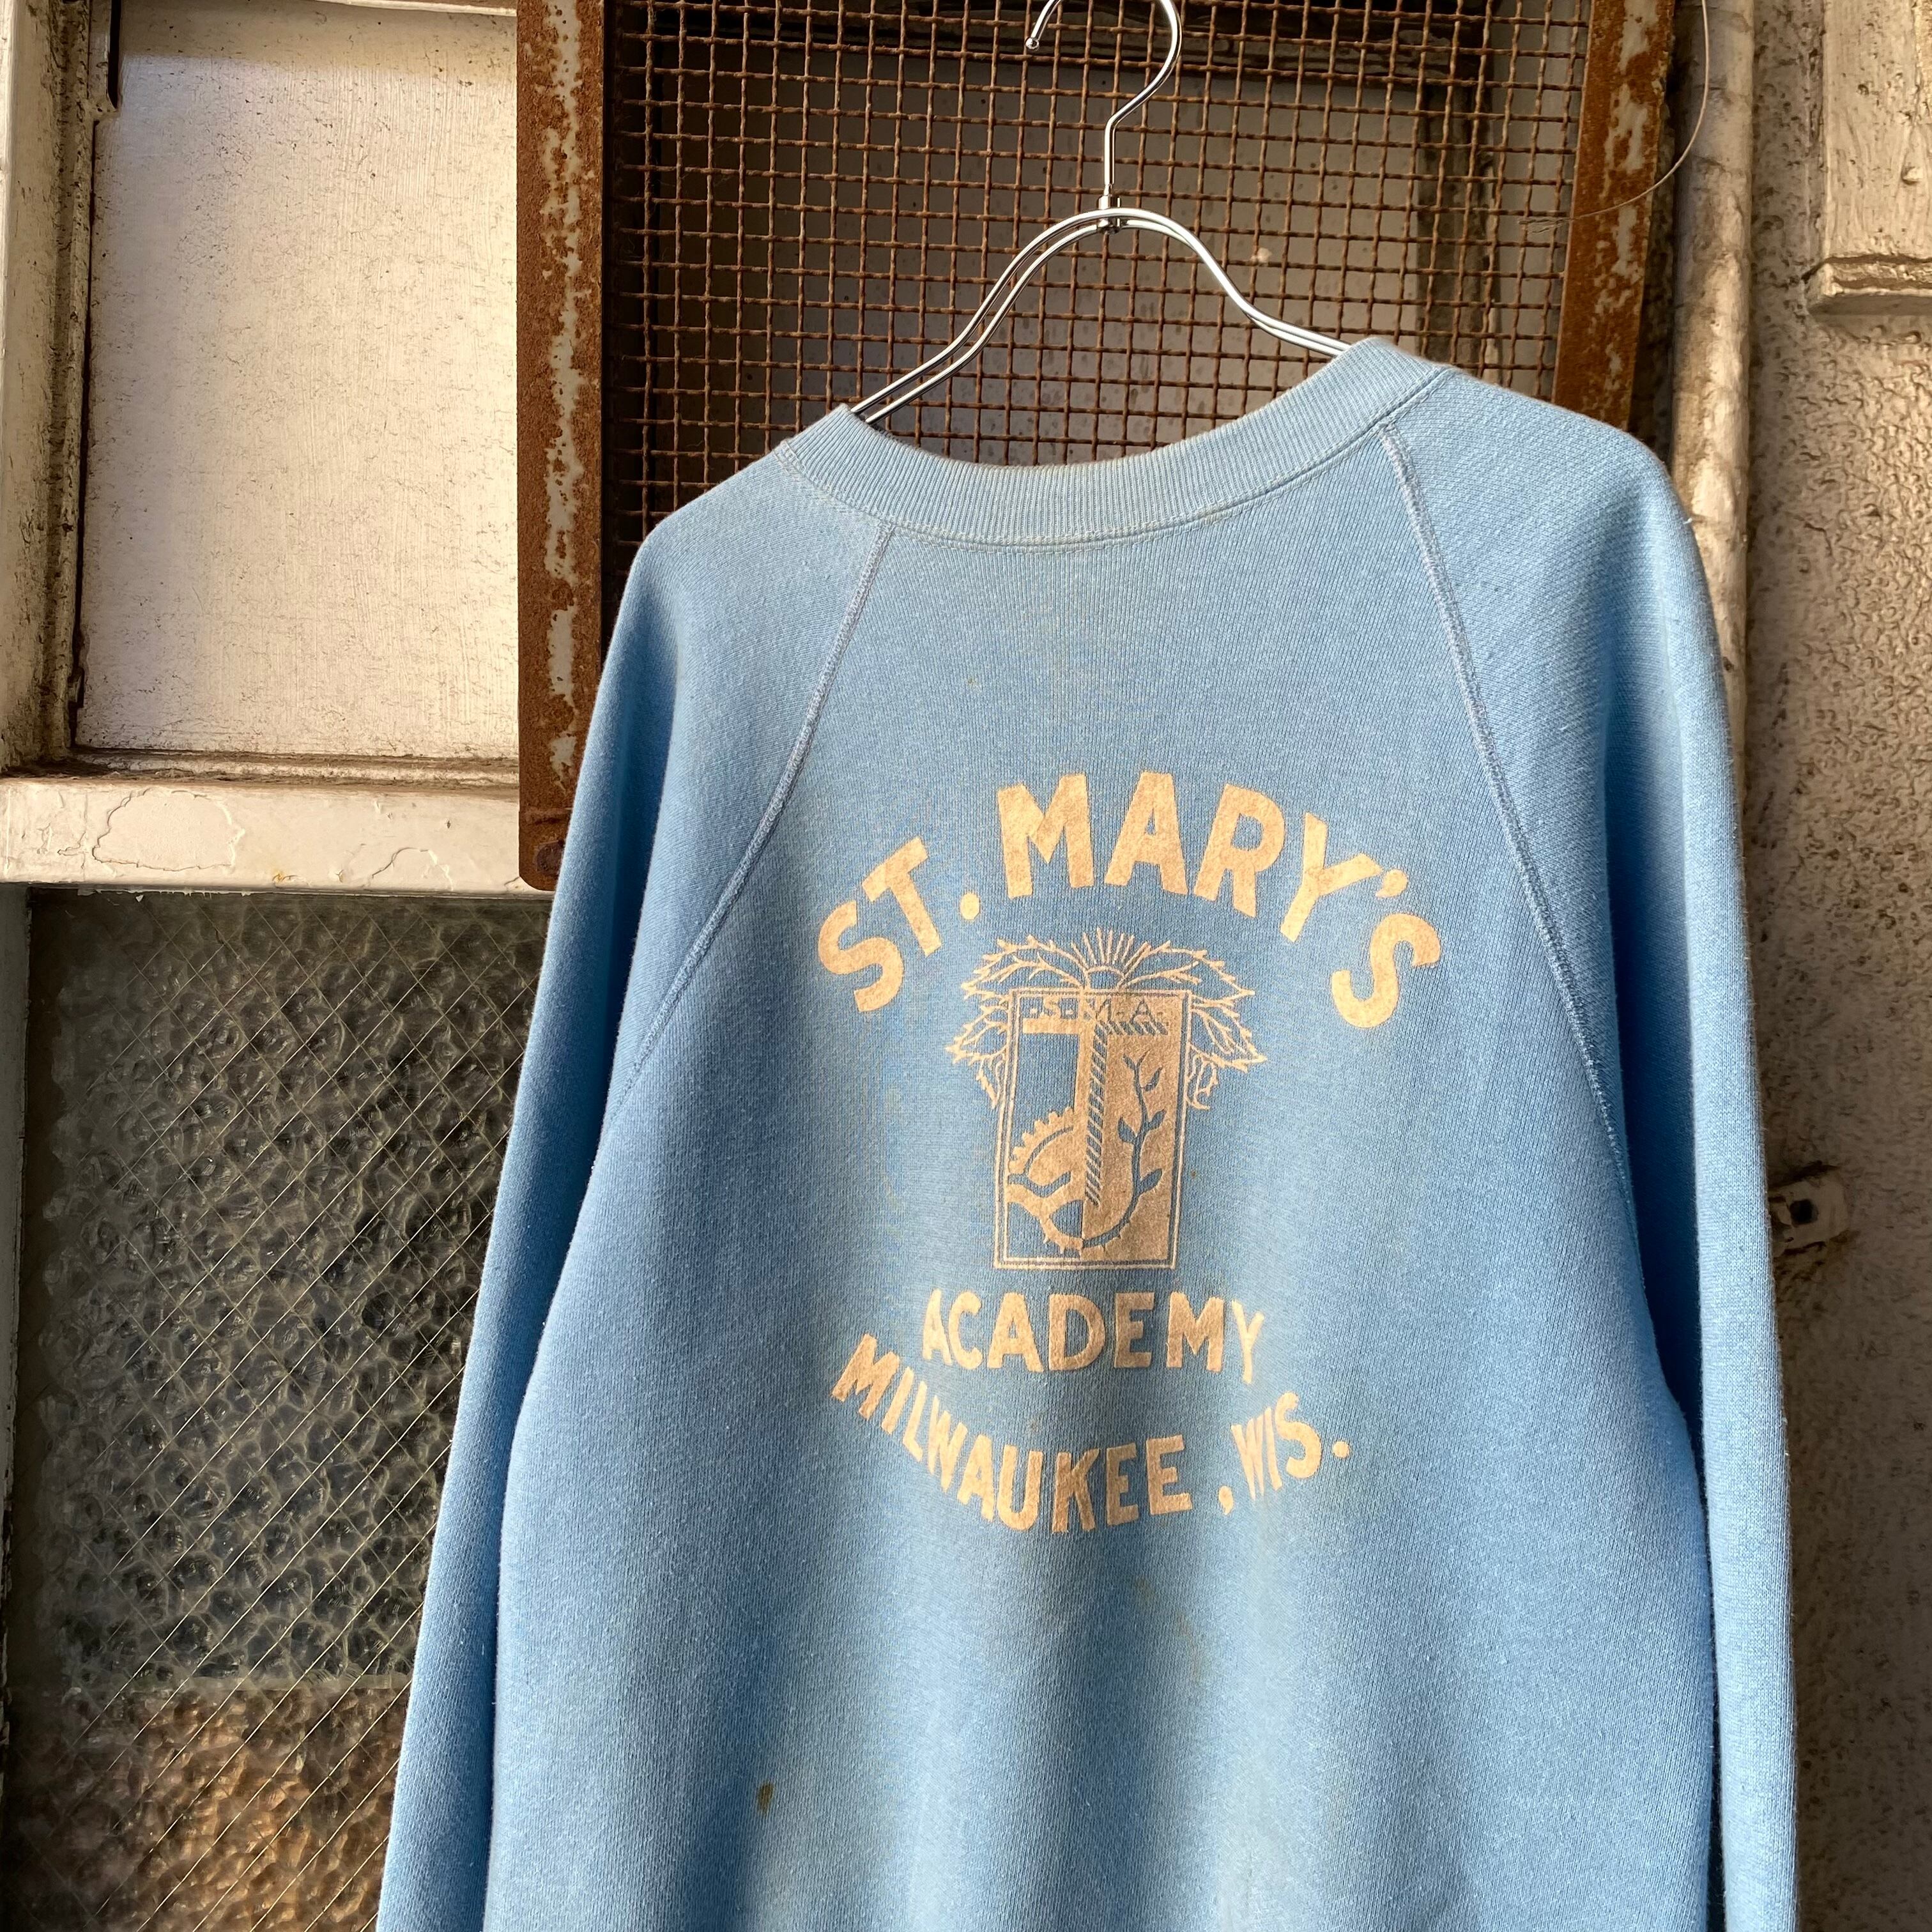 ST. MARY'S
S.M.A.
ACADEMY
MILWAUKEE, WIS.